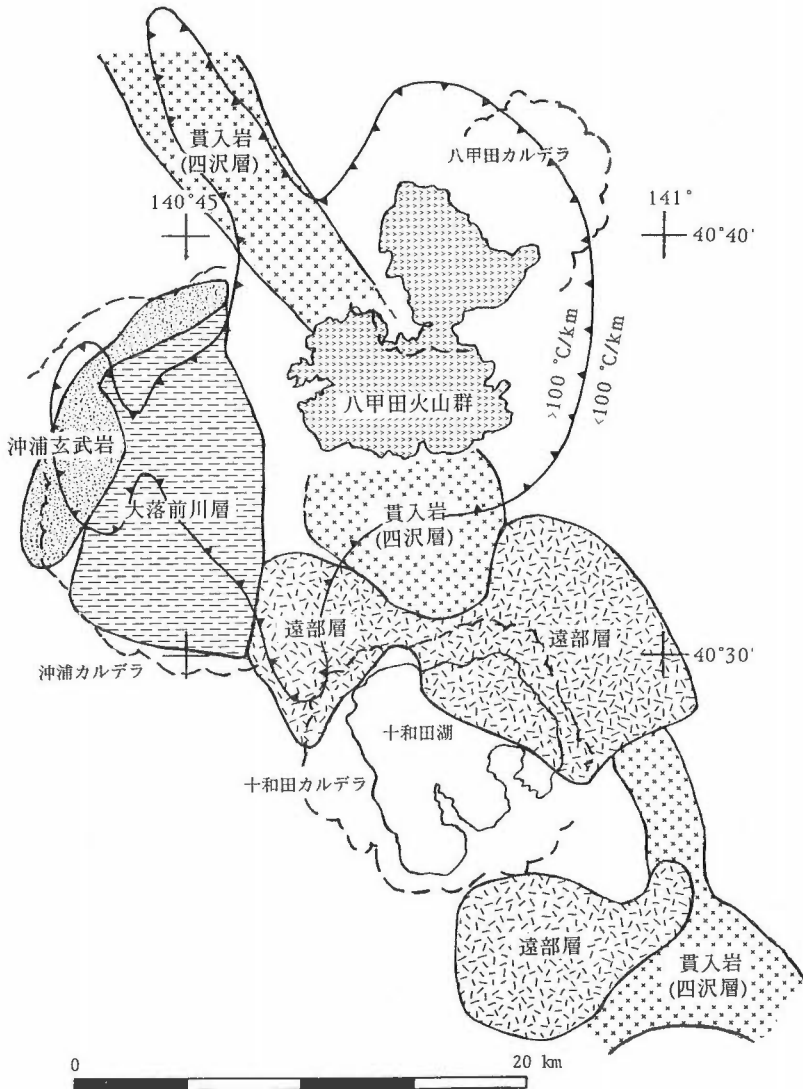 貫入岩
(四沢層)
八甲田カルデラ
140°45'
141°
40°40'
>100 °C/km
<100 °C/km
八甲田火山群
沖浦玄武岩
大落前川層
貫入岩
(四沢層)
遠部層
遠部層
40°30'
沖浦カルデラ
十和田湖
十和田カルデラ
遠部層
貫入岩
(四沢層)
0
20 km